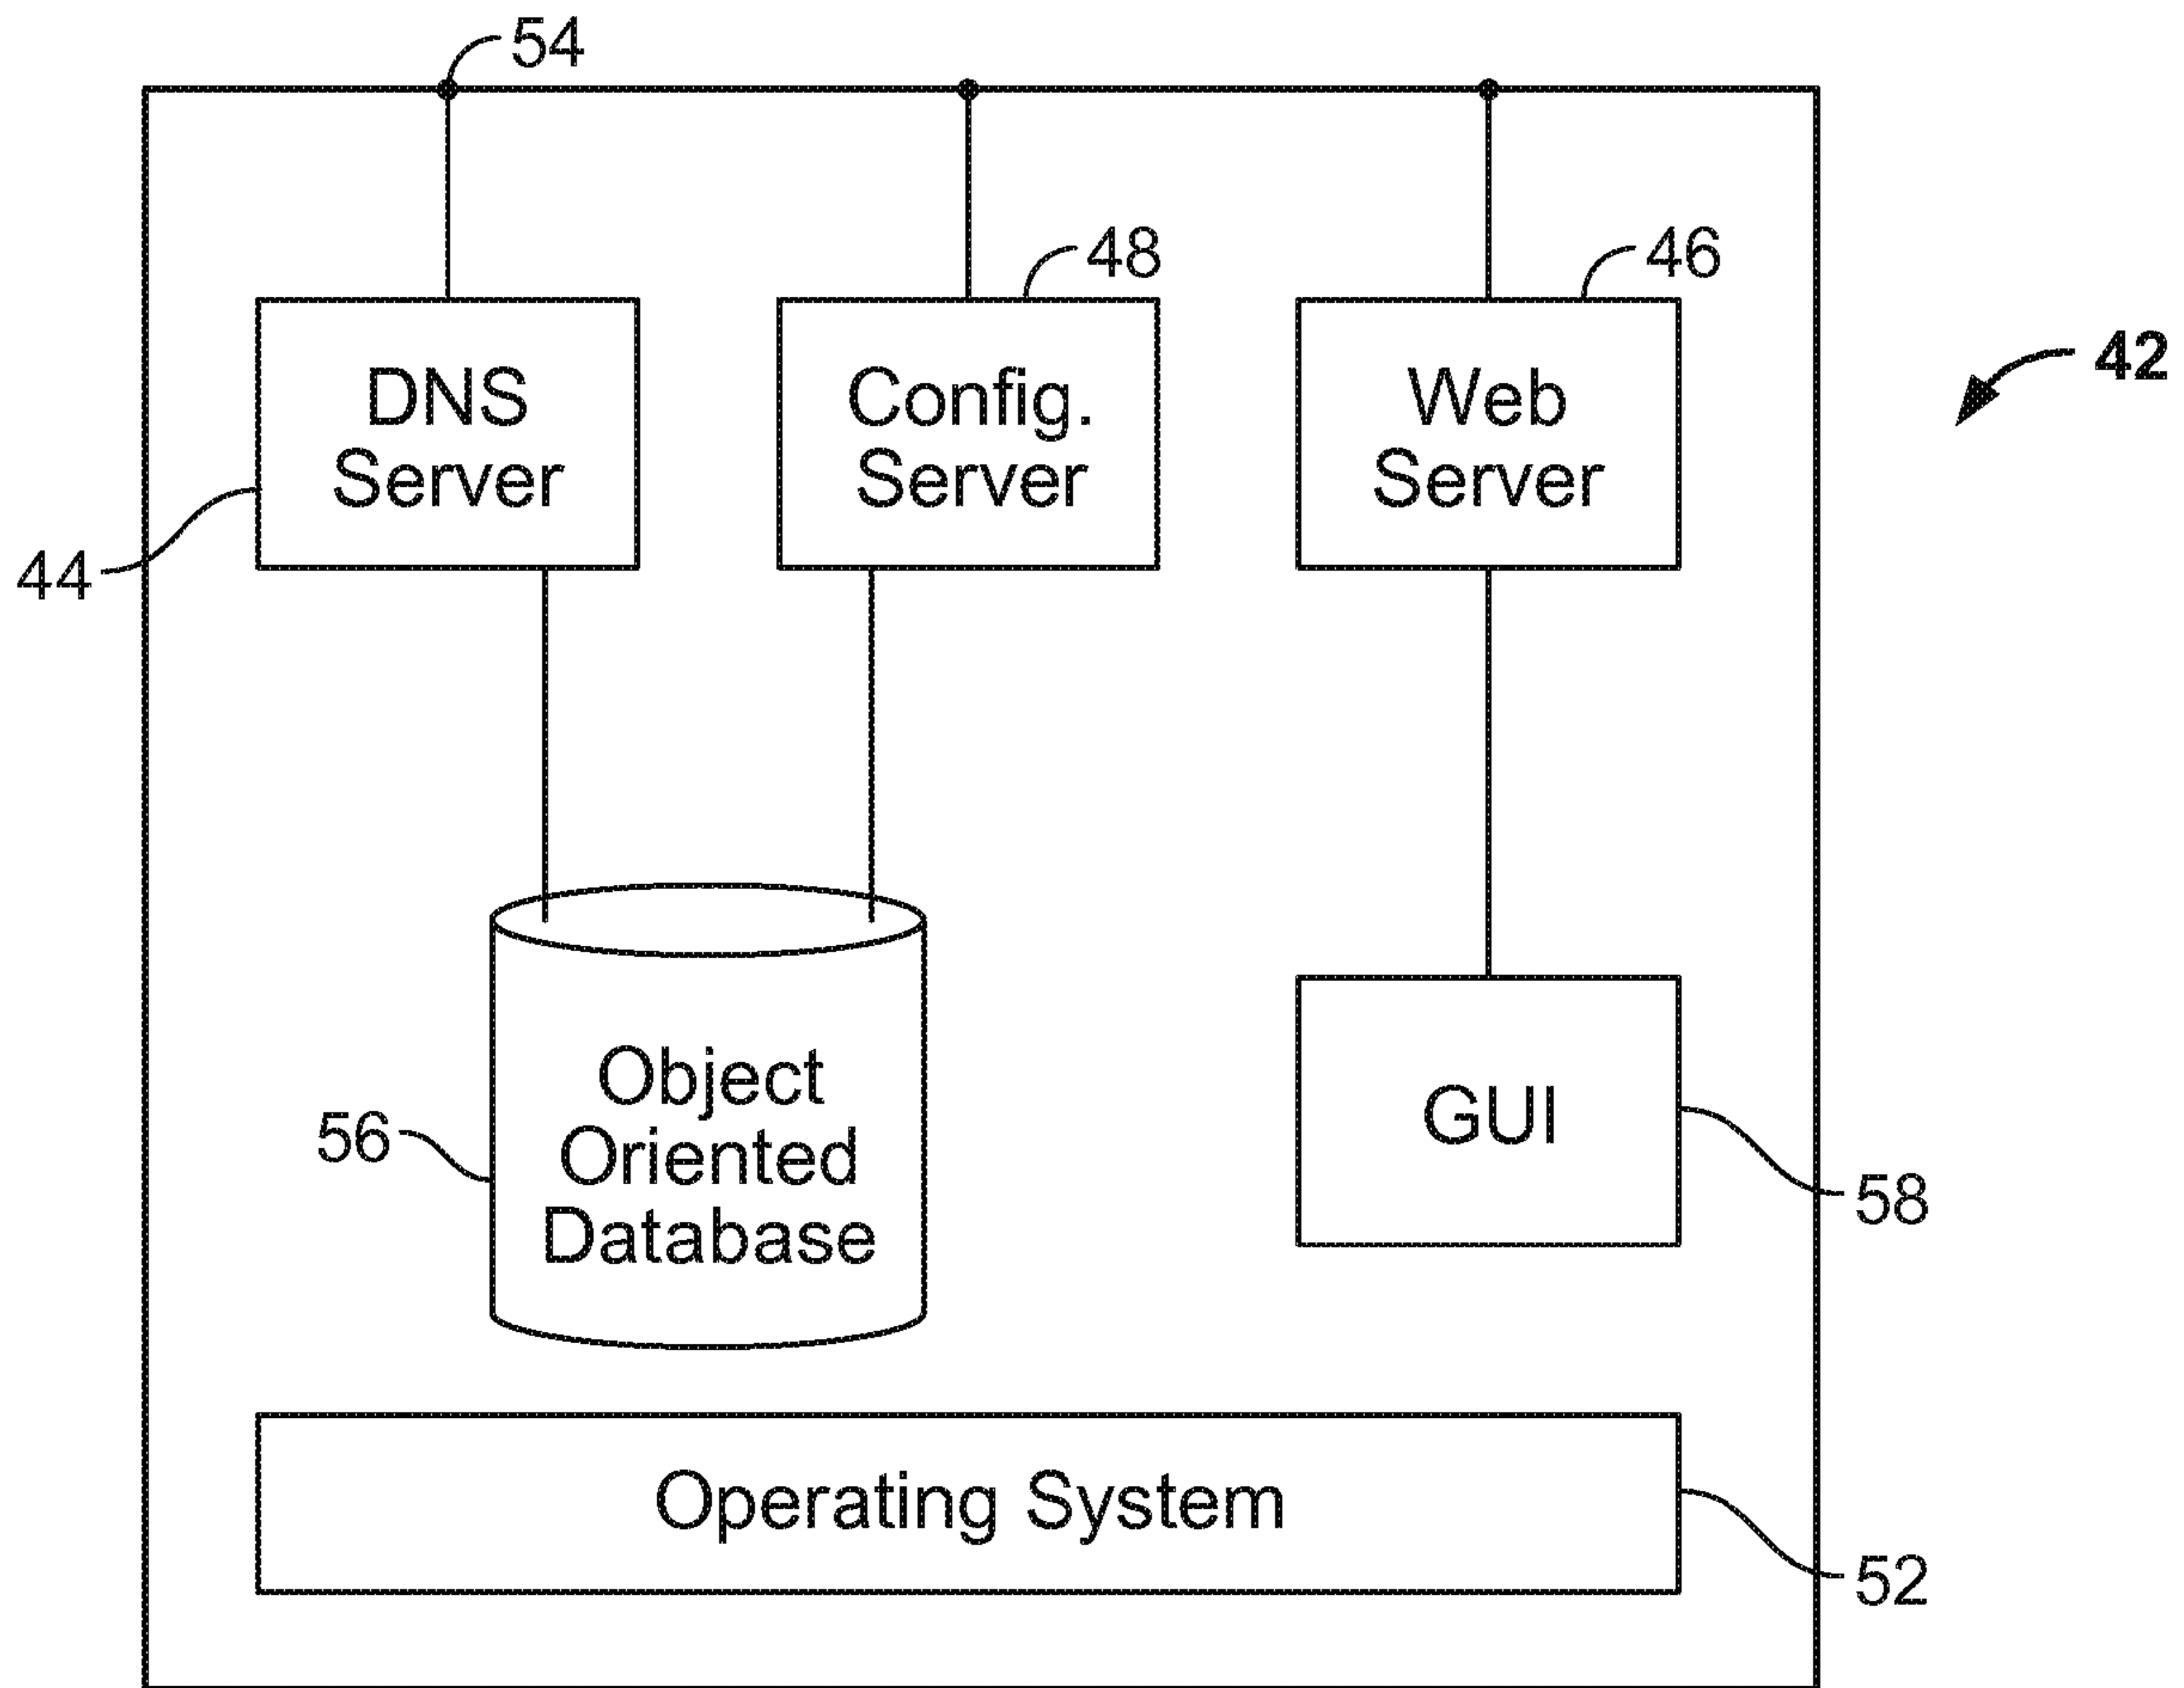 54
48
46
42
DNS
Server
Config.
Server
Web
Server
44
Object
Oriented
Database
56
GUI
58
Operating System
52